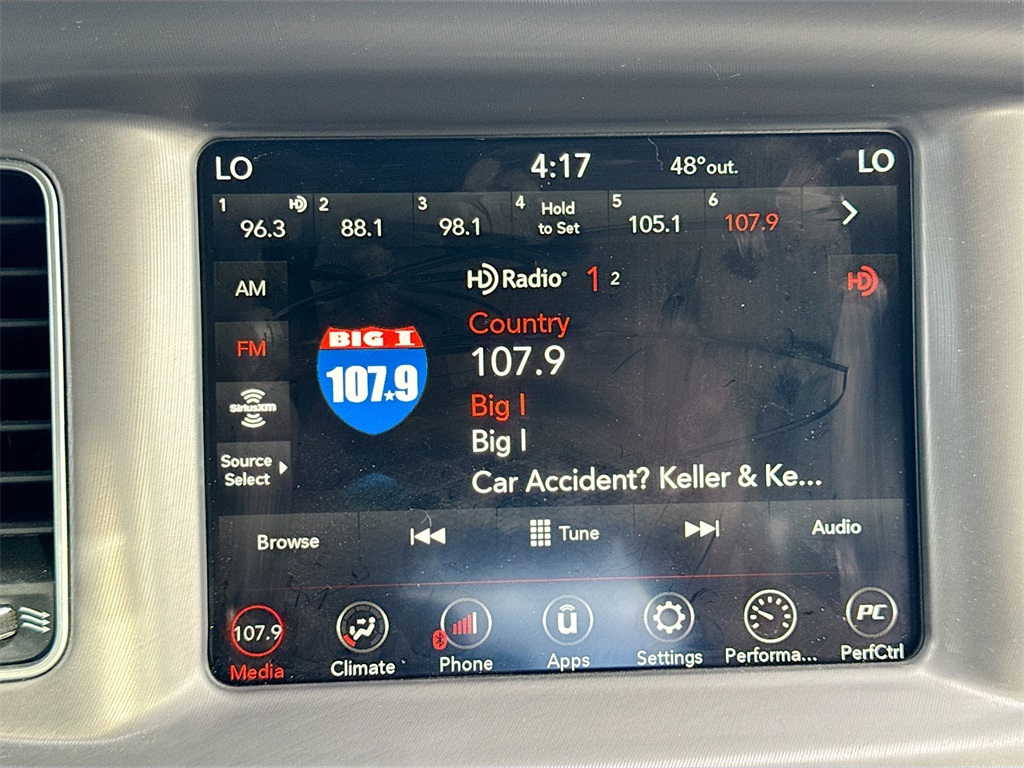 LO 4:17 48°out. LO
1 HD 2 3 4 Hold 5 6
96.3 88.1 98.1 to Set 105.1 107.9
AM HD Radio® 1 2 HD
FM
SiriusXM
Source
Select
BIG I
107.9
Country
107.9
Big I
Big I
Car Accident? Keller & Ke...
Browse Tune Audio
107.9 PC
Media Climate Phone Apps Settings Performa... PerfCtrl